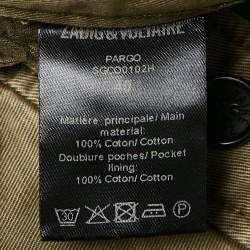 ZADIG&VOLTAIRE
PARGO
SGCO0102H
40
Matière principale/ Main
material:
100% Coton/ Cotton
Doublure poches/ Pocket
lining:
100% Coton/ Cotton
30
P